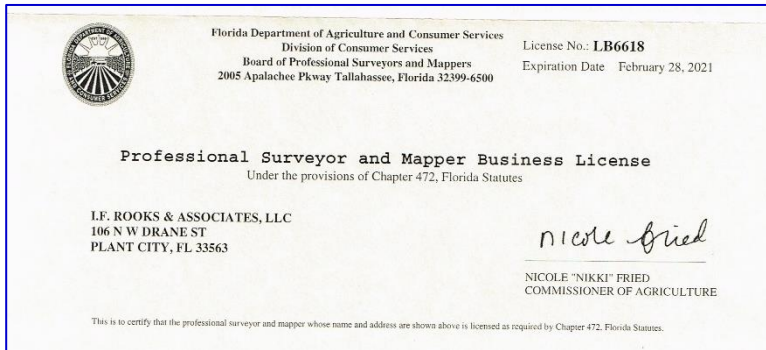 Florida Department of Agriculture and Consumer Services
Division of Consumer Services
Board of Professional Surveyors and Mappers
2005 Apalachee Pkway Tallahassee, Florida 32399-6500
License No.: LB6618
Expiration Date February 28, 2021
Professional Surveyor and Mapper Business License
Under the provisions of Chapter 472, Florida Statutes
I.F. ROOKS & ASSOCIATES, LLC
106 N W DRANE ST
PLANT CITY, FL 33563
nicole fried
NICOLE "NIKKI" FRIED
COMMISSIONER OF AGRICULTURE
This is to certify that the professional surveyor and mapper whose name and address are shown above is licensed as required by Chapter 472, Florida Statutes.